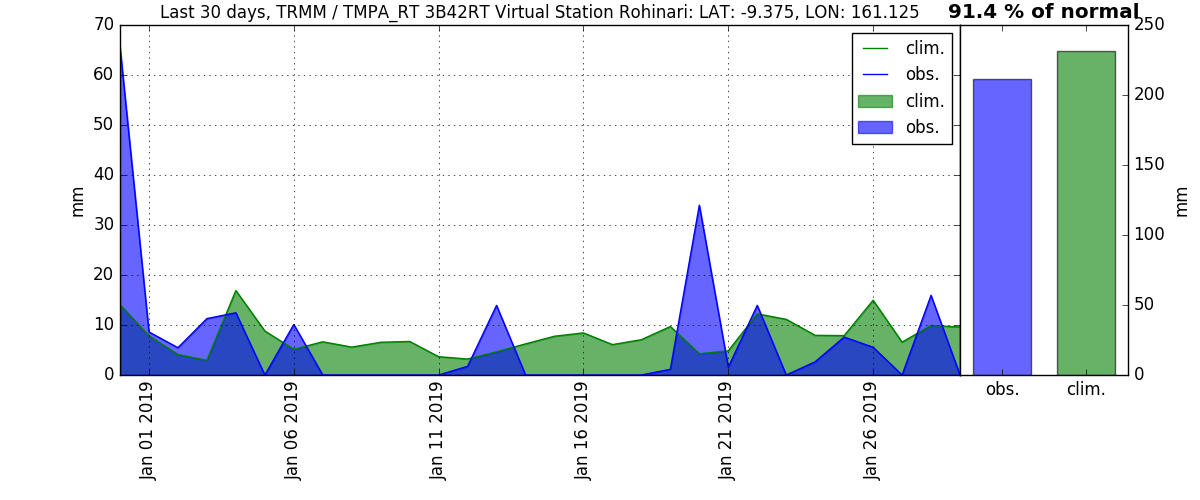 Last 30 days, TRMM / TMPA_RT 3B42RT Virtual Station Rohinari: LAT: -9.375, LON: 161.125
91.4 % of normal
70
60
50
40
30
20
10
0
mm
clim.
obs.
clim.
obs.
Jan 01 2019
Jan 06 2019
Jan 11 2019
Jan 16 2019
Jan 21 2019
Jan 26 2019
250
200
150
100
50
0
mm
obs.
clim.